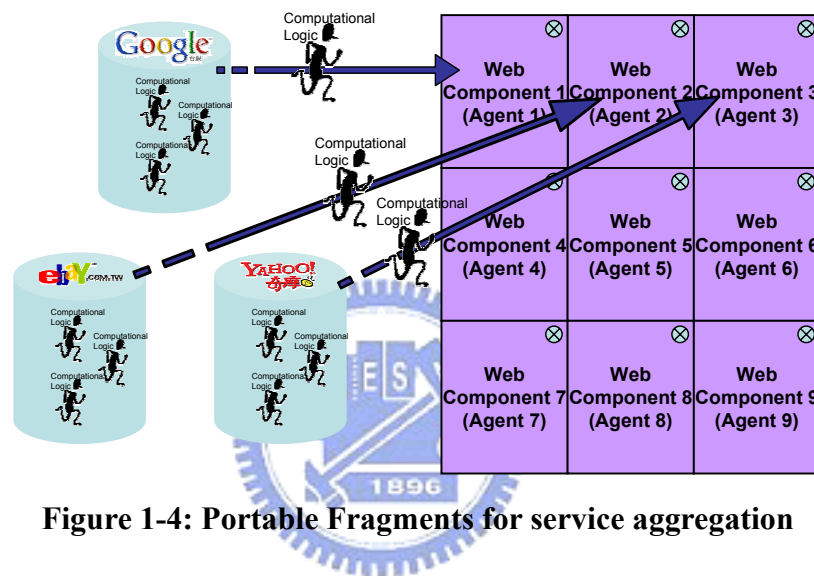 Google
台灣
Computational
Logic
Computational
Logic
Computational
Logic
Computational
Logic
ebay.COM.TW
Computational
Logic
Computational
Logic
Computational
Logic
YAHOO!
奇摩
Computational
Logic
Computational
Logic
Computational
Logic
Computational
Logic
Computational
Logic
Web
Component 1
(Agent 1)
Web
Component 2
(Agent 2)
Web
Component 3
(Agent 3)
Web
Component 4
(Agent 4)
Web
Component 5
(Agent 5)
Web
Component 6
(Agent 6)
Web
Component 7
(Agent 7)
Web
Component 8
(Agent 8)
Web
Component 9
(Agent 9)
ES
1896
Figure 1-4: Portable Fragments for service aggregation